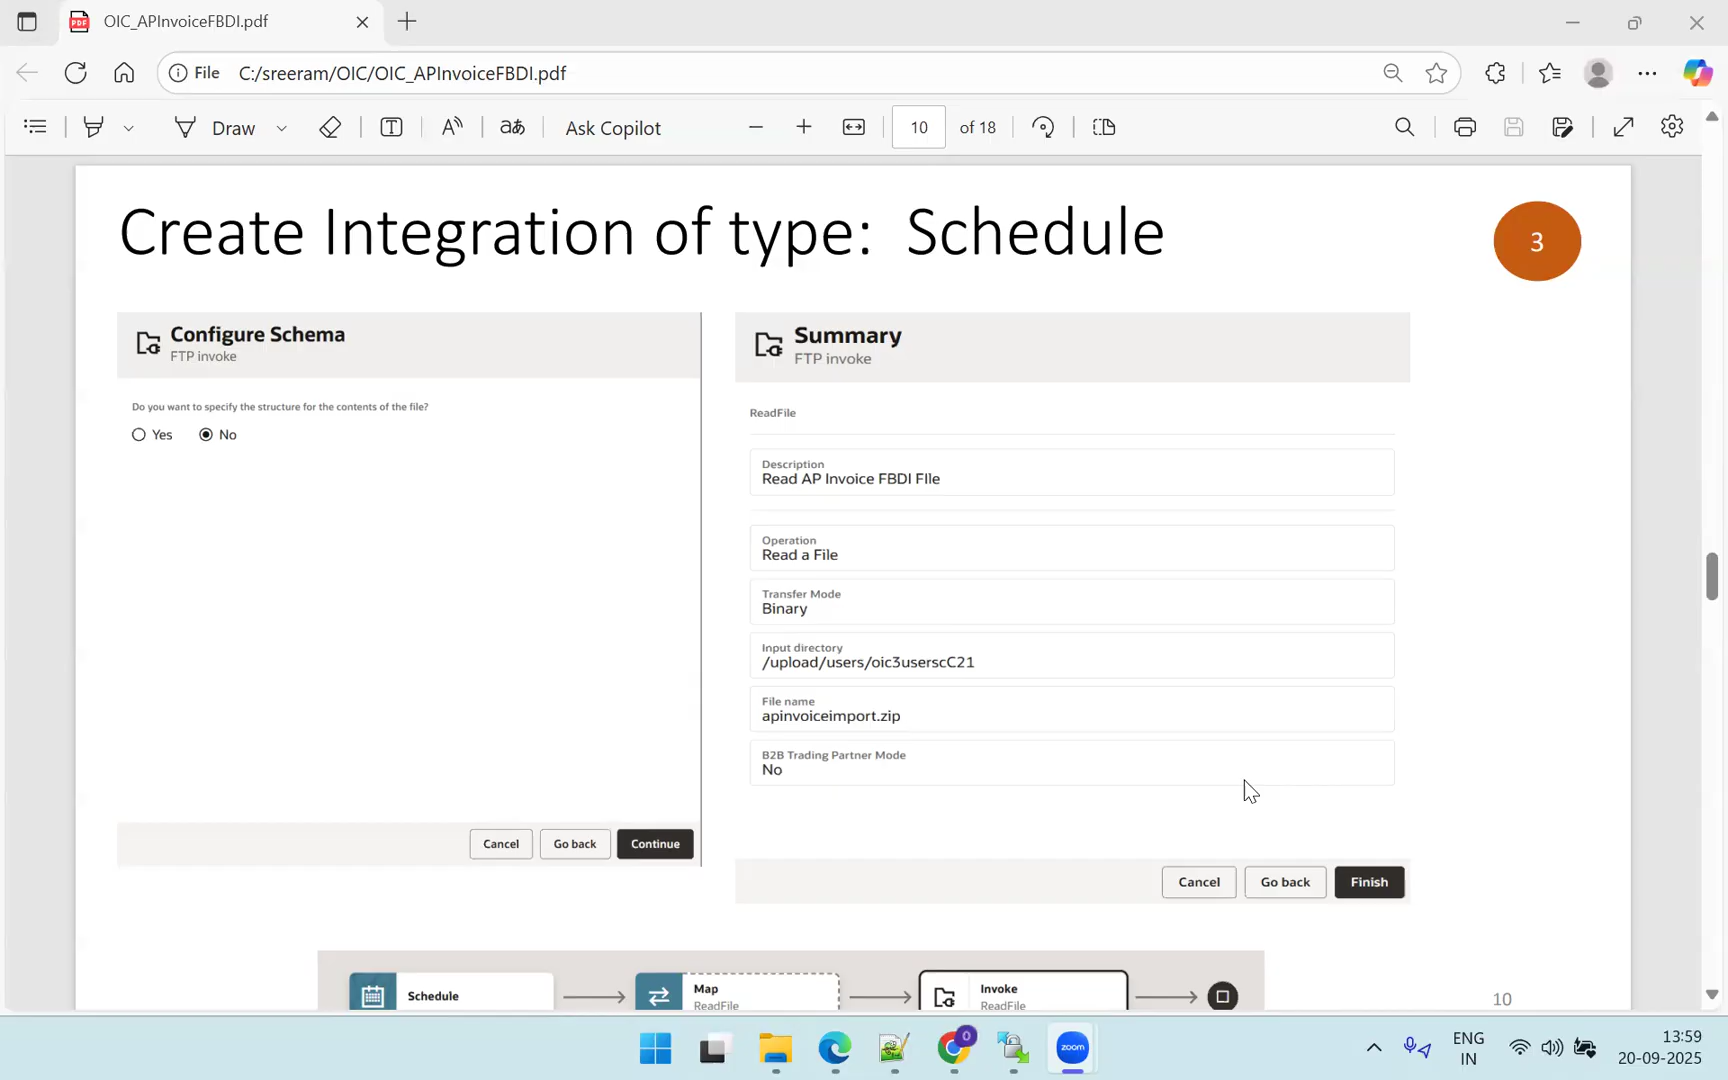 OIC_APInvoiceFBDI.pdf
File C:/sreeram/OIC/OIC_APInvoiceFBDI.pdf
Draw
Ask Copilot
10 of 18
Create Integration of type: Schedule
3
Configure Schema
FTP invoke
Do you want to specify the structure for the contents of the file?
Yes No
Cancel Go back Continue
Summary
FTP invoke
ReadFile
Description
Read AP Invoice FBDI FIle
Operation
Read a File
Transfer Mode
Binary
Input directory
/upload/users/oic3userscC21
File name
apinvoiceimport.zip
B2B Trading Partner Mode
No
Cancel Go back Finish
Schedule
Map
ReadFile
Invoke
ReadFile
10
0
zoom
ENG
IN
13:59
20-09-2025